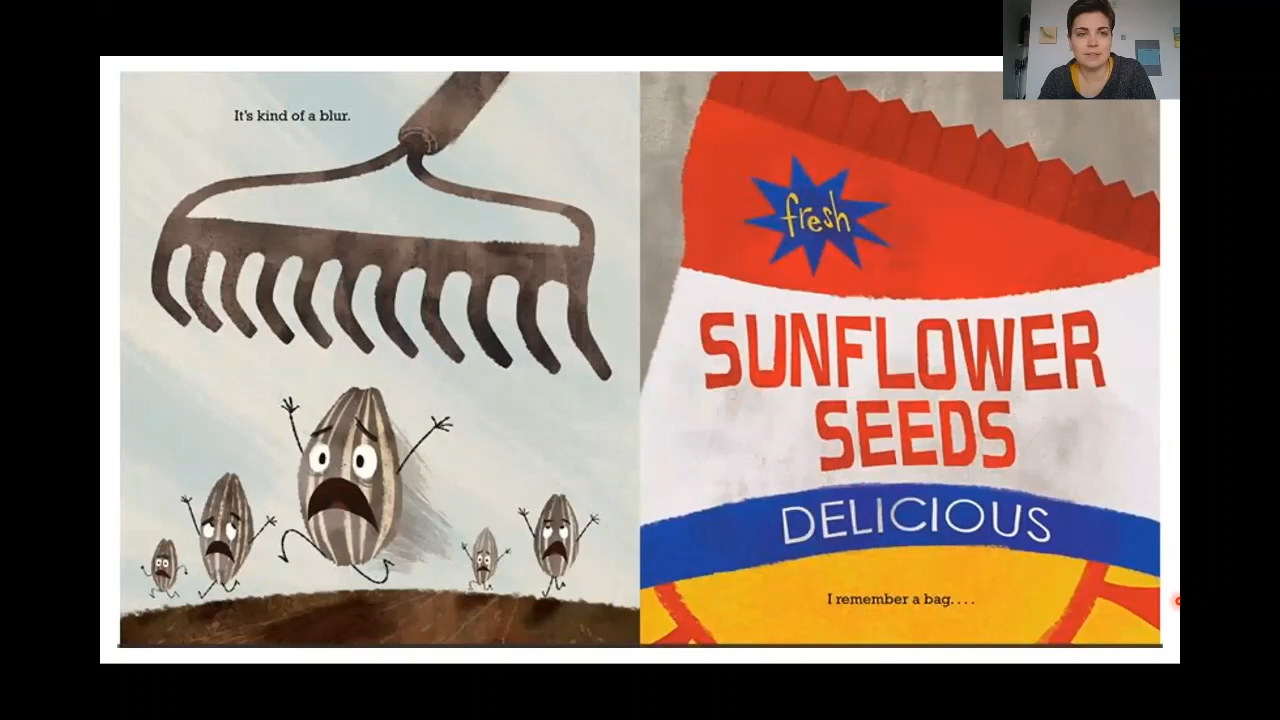 It's kind of a blur.
fresh
SUNFLOWER
SEEDS
DELICIOUS
I remember a bag. . . .